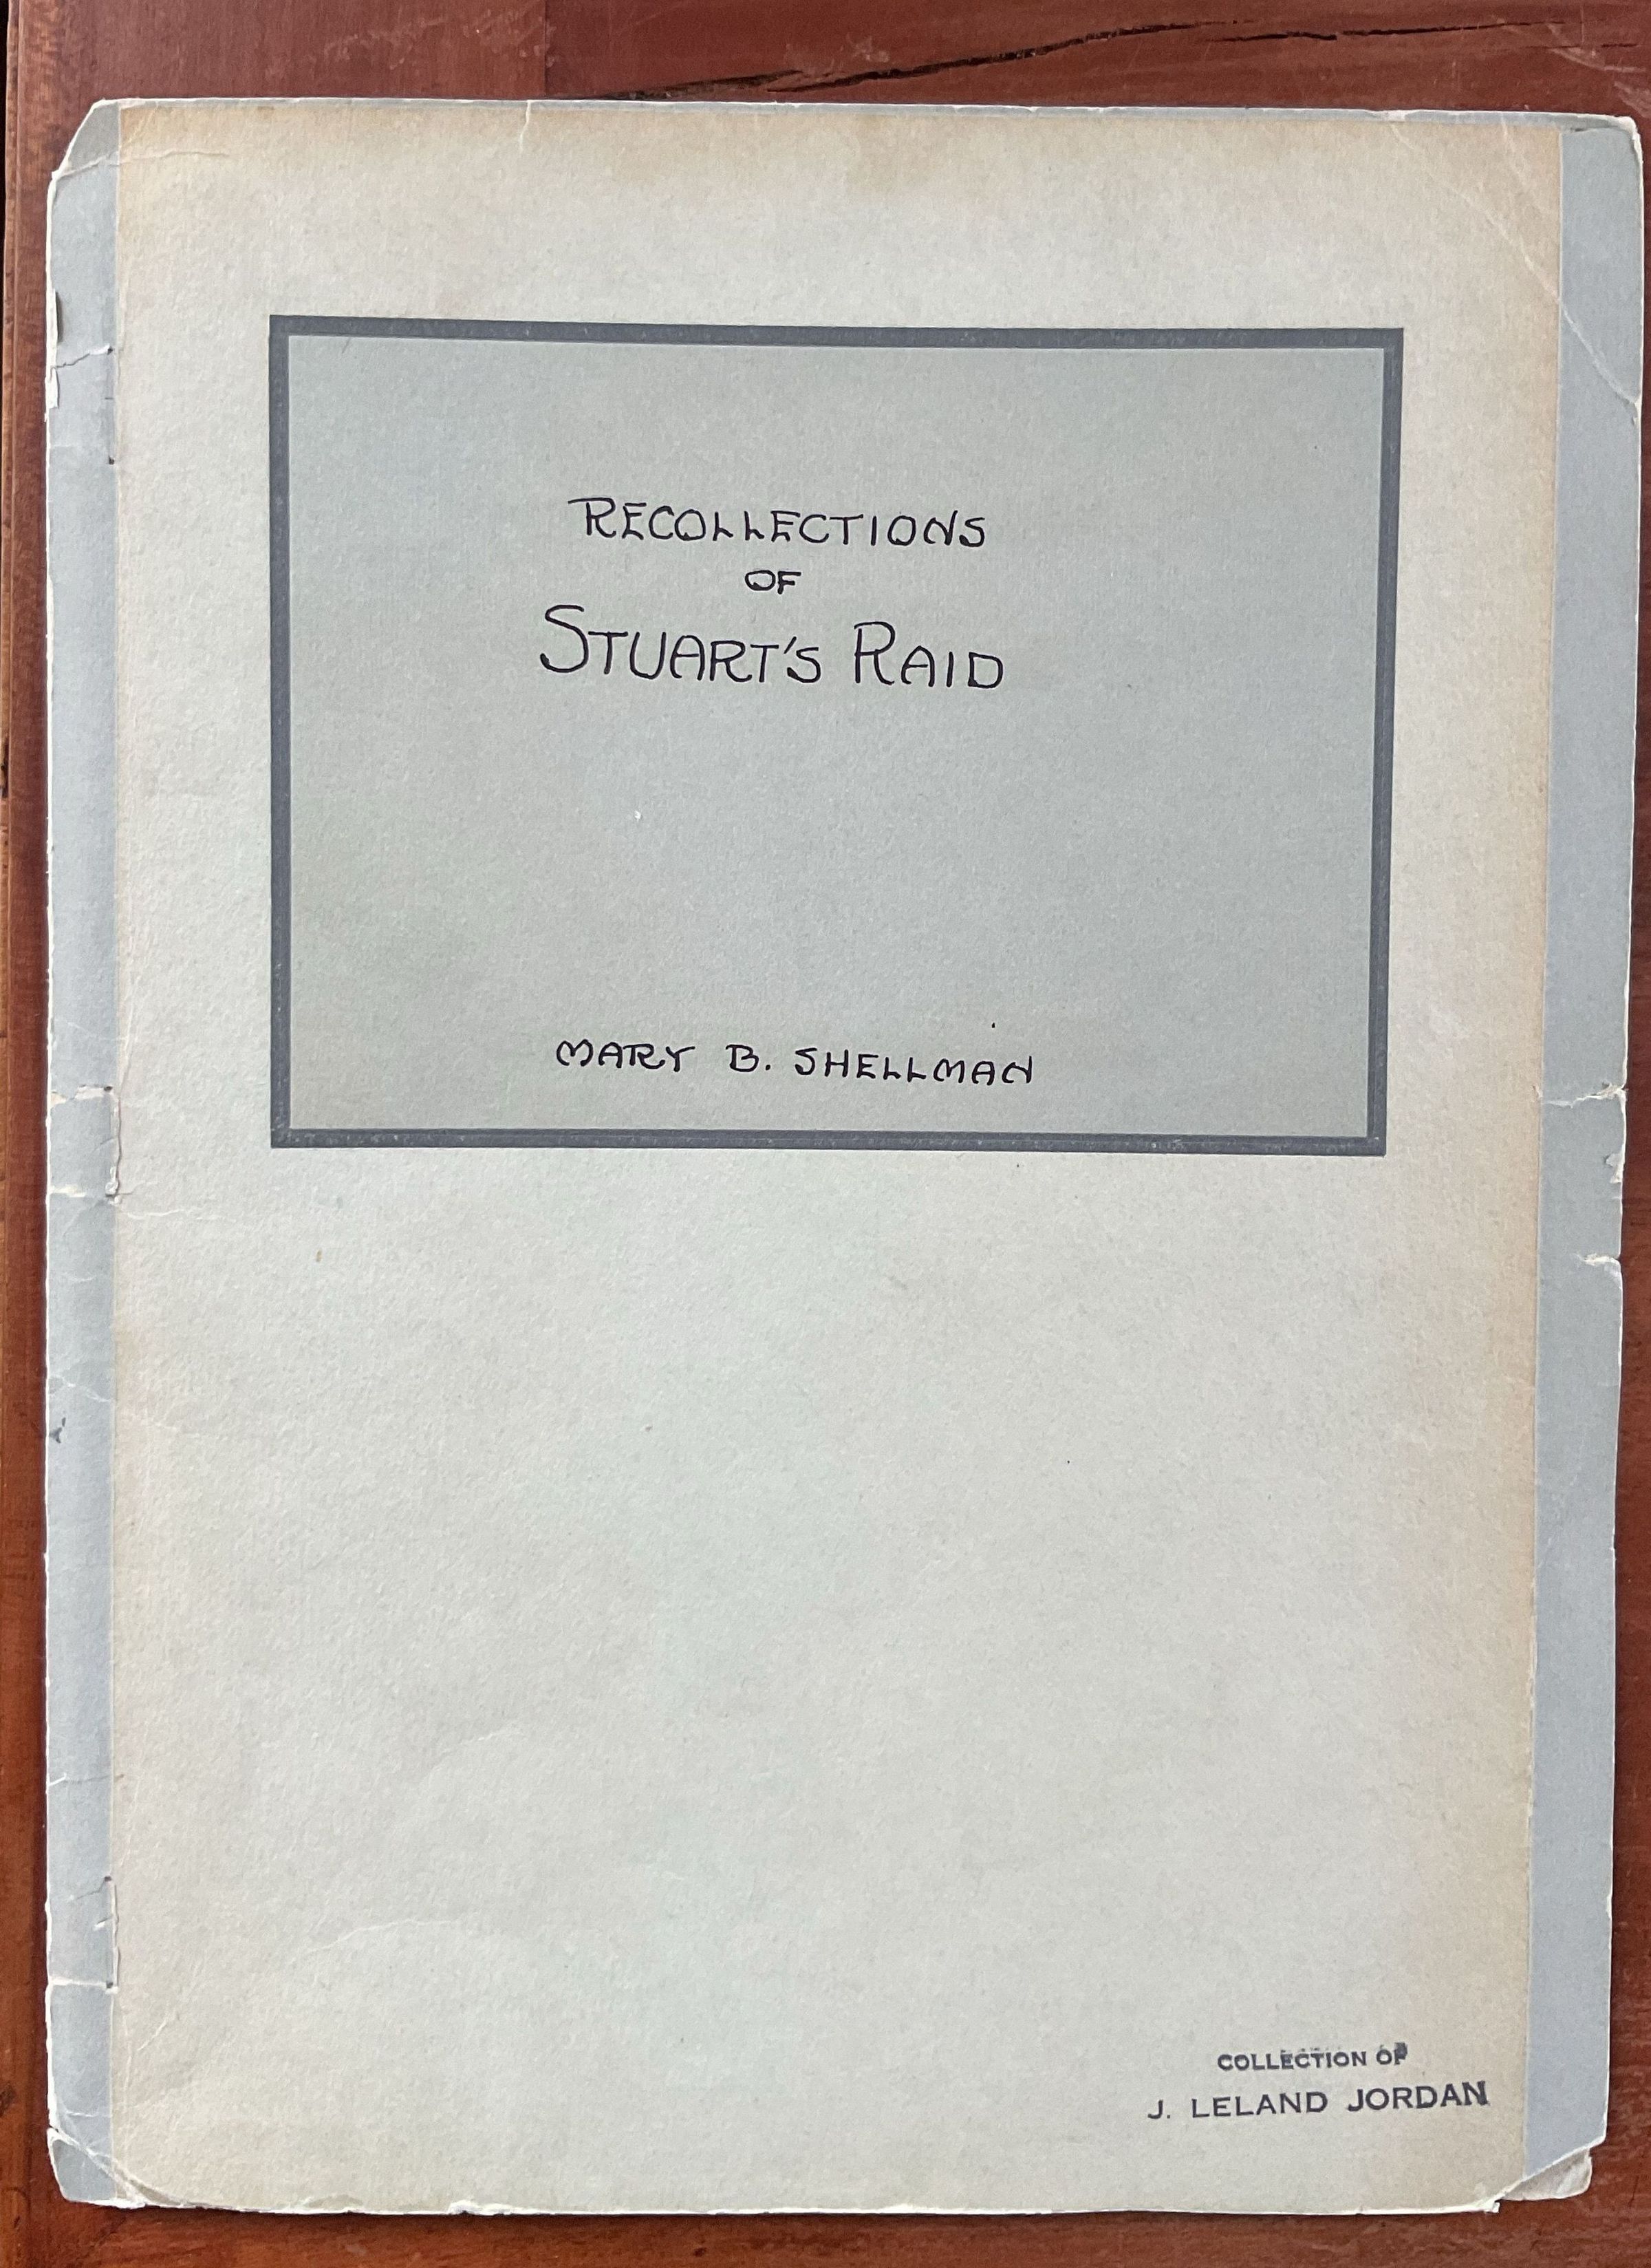 RECOLLECTIONS
OF
STUART'S RAID
MARY B. SHELLMAN
COLLECTION OF
J. LELAND JORDAN